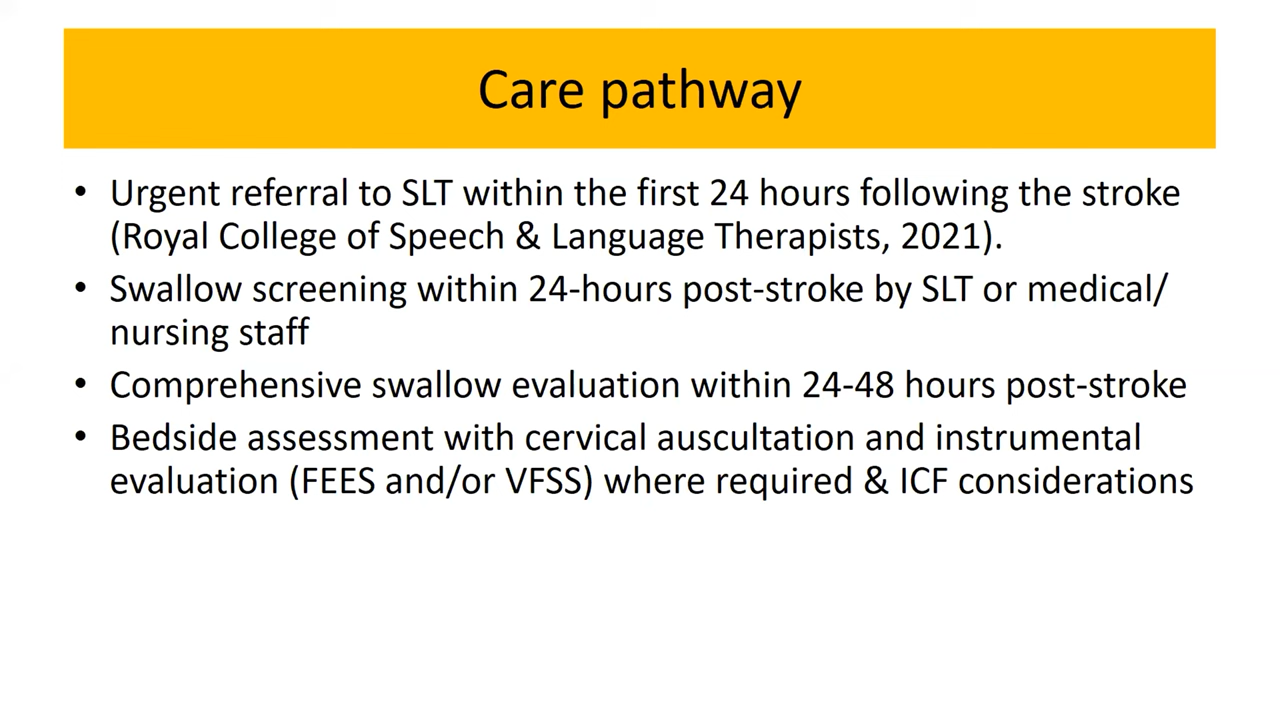 Care pathway
• Urgent referral to SLT within the first 24 hours following the stroke
(Royal College of Speech & Language Therapists, 2021).
• Swallow screening within 24-hours post-stroke by SLT or medical/
nursing staff
• Comprehensive swallow evaluation within 24-48 hours post-stroke
• Bedside assessment with cervical auscultation and instrumental
evaluation (FEES and/or VFSS) where required & ICF considerations